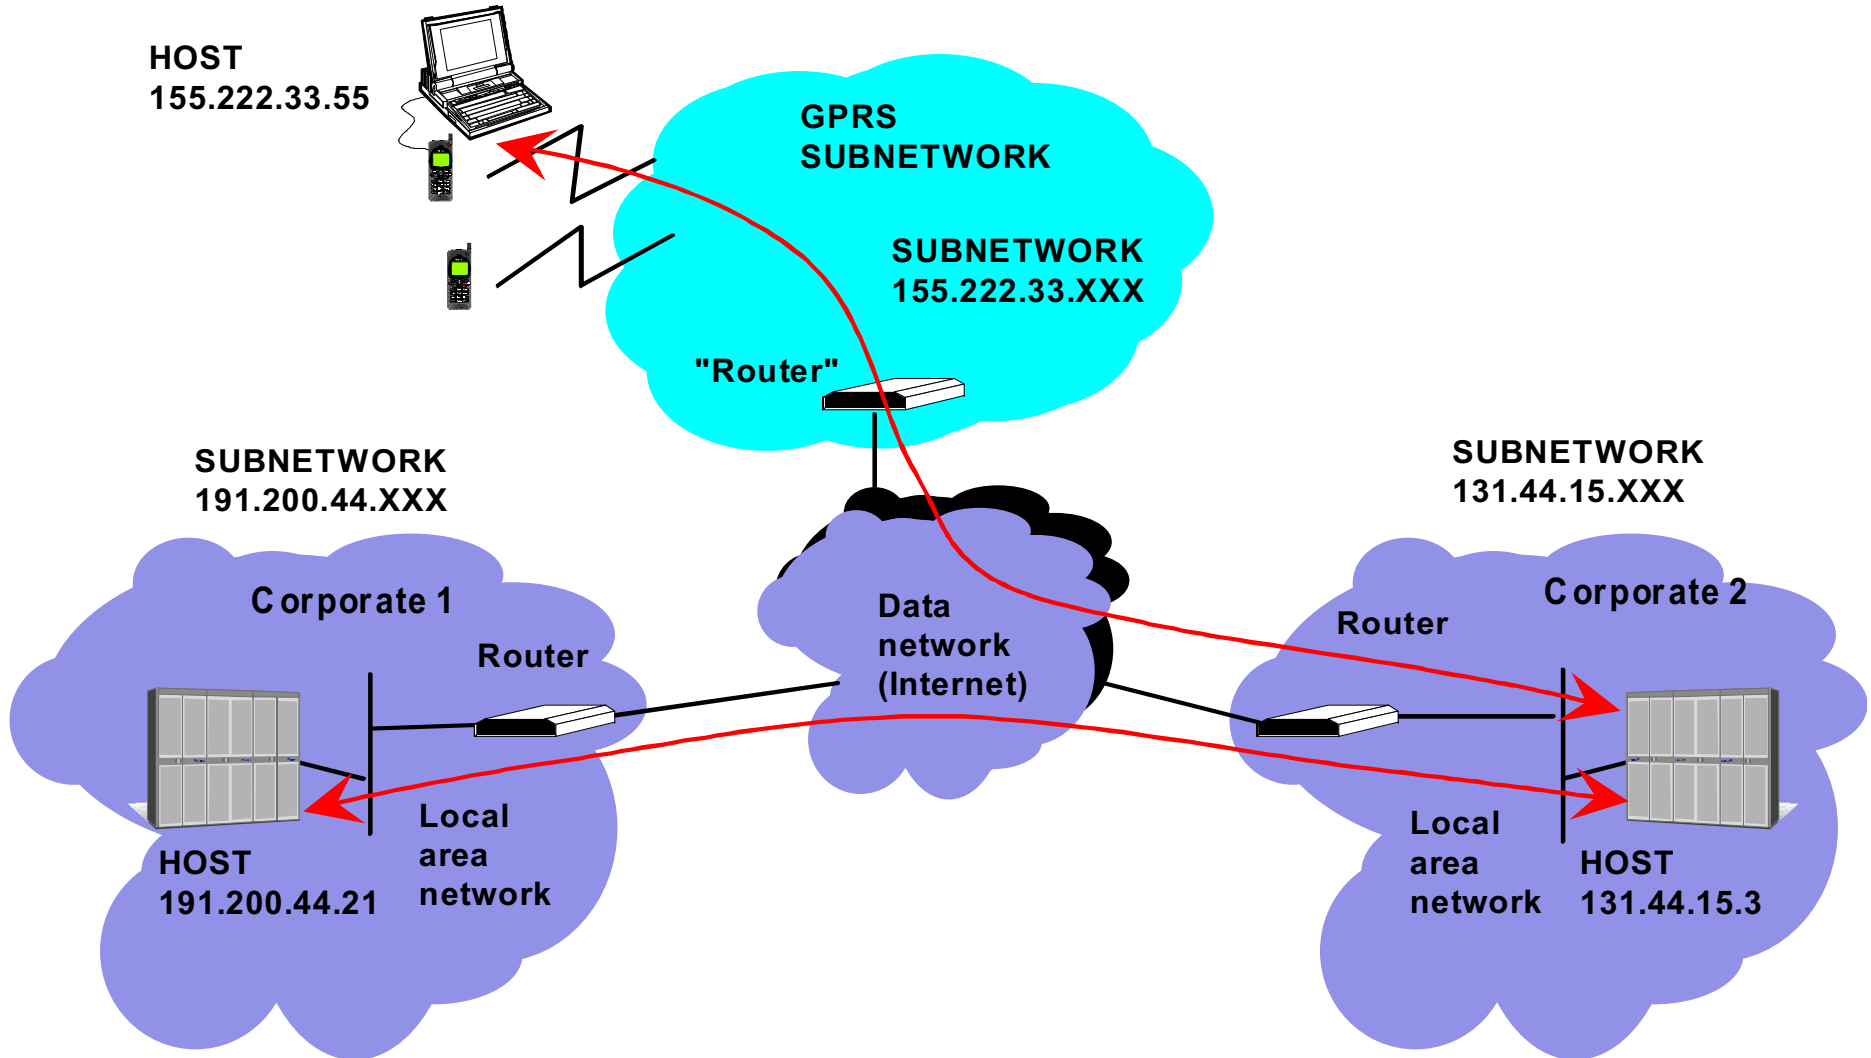 HOST
155.222.33.55
GPRS
SUBNETWORK
SUBNETWORK
155.222.33.XXX
"Router"
SUBNETWORK
191.200.44.XXX
SUBNETWORK
131.44.15.XXX
Corporate 1
Router
Data
network
(Internet)
Corporate 2
Router
Local
area
network
HOST
191.200.44.21
Local
area
network
HOST
131.44.15.3